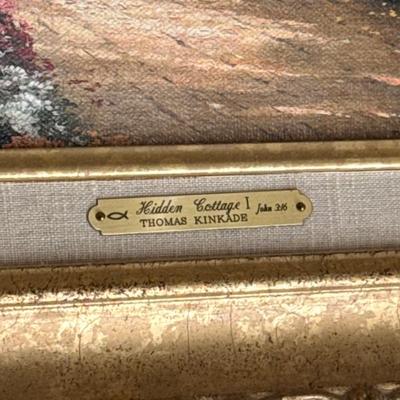 Hidden Cottage I John 3:16
THOMAS KINKADE